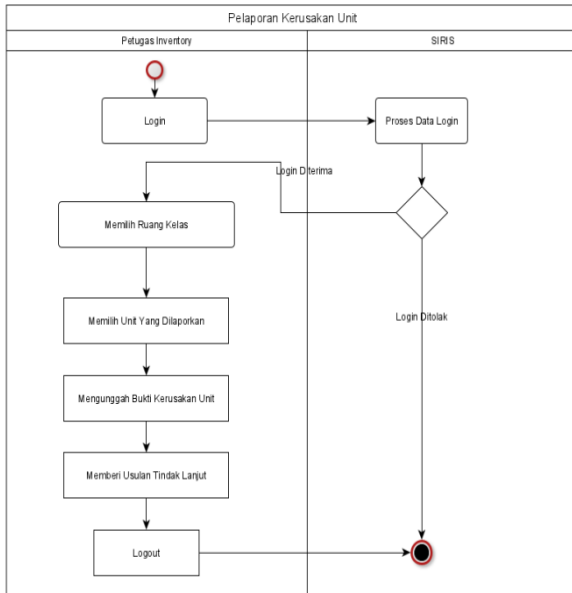 Pelaporan Kerusakan Unit
Petugas Inventory
SIRIS
Login
Proses Data Login
Login Diterima
Memilih Ruang Kelas
Memilih Unit Yang Dilaporkan
Login Ditolak
Mengunggah Bukti Kerusakan Unit
Memberi Usulan Tindak Lanjut
Logout